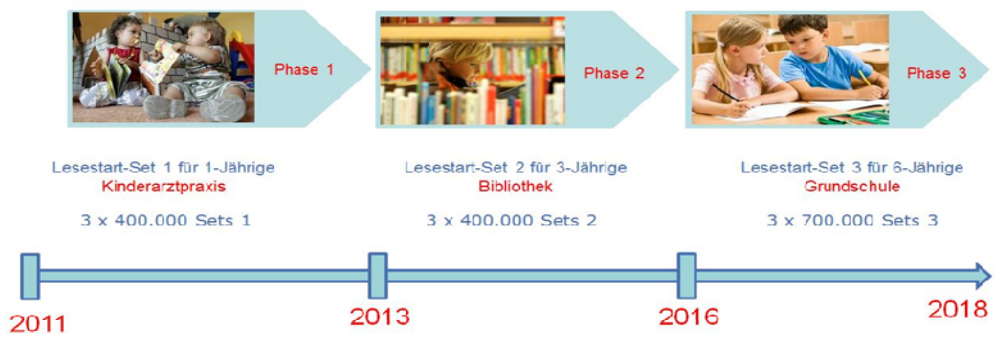 Phase 1
Phase 2
Phase 3
Lesestart-Set 1 für 1-Jährige
Kinderarztpraxis
3 x 400.000 Sets 1
Lesestart-Set 2 für 3-Jährige
Bibliothek
3 x 400.000 Sets 2
Lesestart-Set 3 für 6-Jährige
Grundschule
3 x 700.000 Sets 3
2011
2013
2016
2018